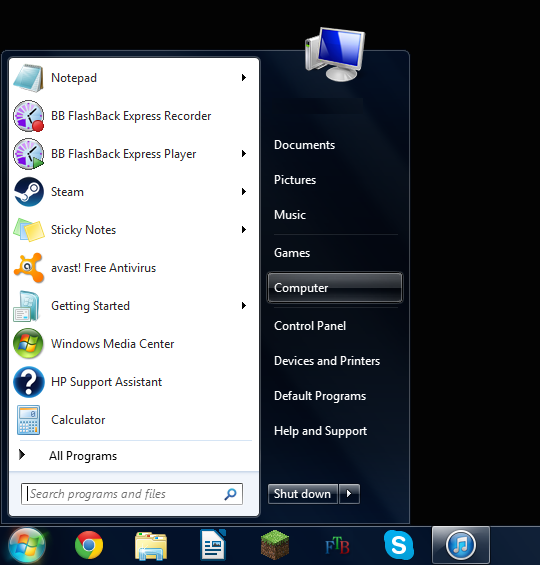 Notepad
BB FlashBack Express Recorder
BB FlashBack Express Player
Steam
Sticky Notes
avast! Free Antivirus
Getting Started
Windows Media Center
HP Support Assistant
Calculator
All Programs
Search programs and files
Documents
Pictures
Music
Games
Computer
Control Panel
Devices and Printers
Default Programs
Help and Support
Shut down
FTB